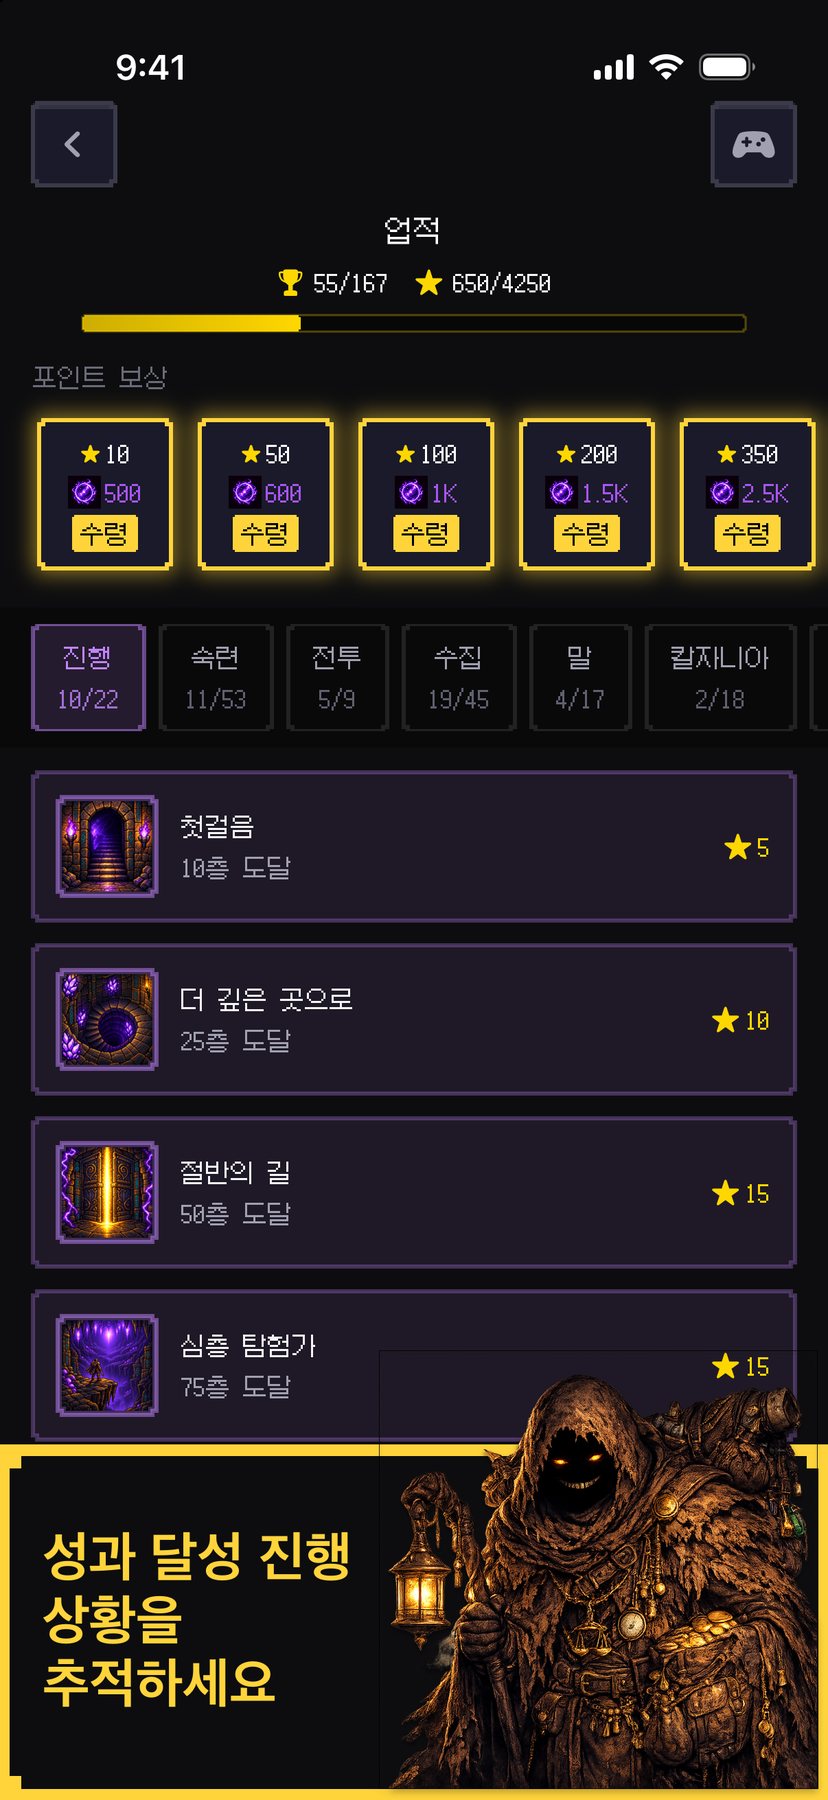 9:41
업적
55/167 650/4250
포인트 보상
10 50 100 200 350
500 600 1K 1.5K 2.5K
수령 수령 수령 수령 수령
진행 숙련 전투 수집 말 칼자니아
10/22 11/53 5/9 19/45 4/17 2/18
첫걸음
10층 도달
5
더 깊은 곳으로
25층 도달
10
절반의 길
50층 도달
15
심층 탐험가
75층 도달
15
성과 달성 진행
상황을
추적하세요